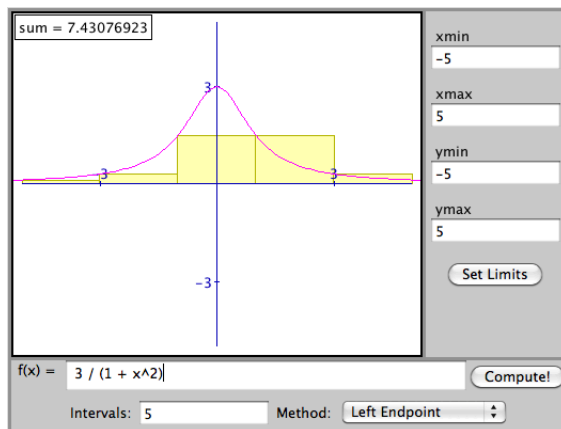 sum = 7.43076923
3
3
3
-3
xmin
-5
xmax
5
ymin
-5
ymax
5
Set Limits
f(x) = 3 / (1 + x^2)
Compute!
Intervals: 5 Method: Left Endpoint